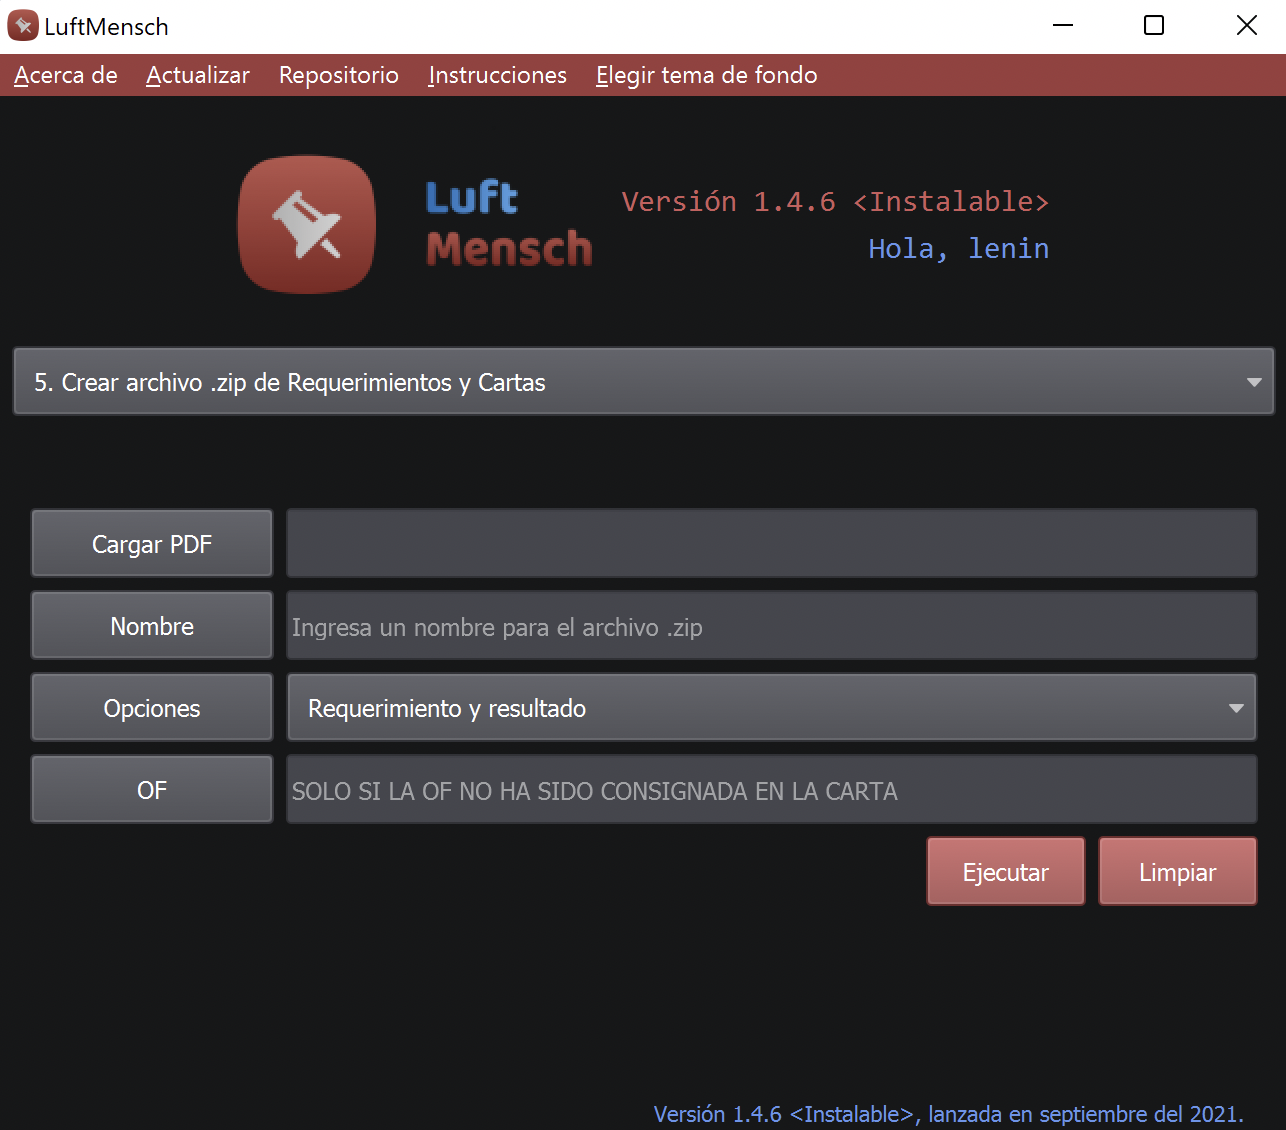 LuftMensch
Acerca de Actualizar Repositorio Instrucciones Elegir tema de fondo
Luft
Mensch
Versión 1.4.6 <Instalable>
Hola, lenin
5. Crear archivo .zip de Requerimientos y Cartas
Cargar PDF
Nombre Ingresa un nombre para el archivo .zip
Opciones Requerimiento y resultado
OF SOLO SI LA OF NO HA SIDO CONSIGNADA EN LA CARTA
Ejecutar Limpiar
Versión 1.4.6 <Instalable>, lanzada en septiembre del 2021.